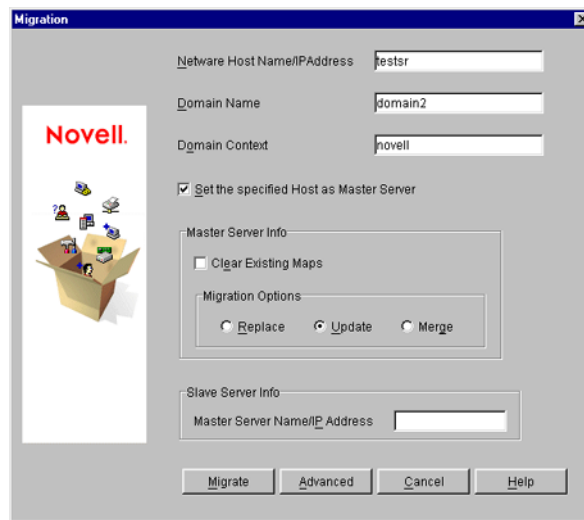 Migration
Netware Host Name/IPAddress testsr
Domain Name domain2
Domain Context novell
Novell.
Set the specified Host as Master Server
Master Server Info
Clear Existing Maps
Migration Options
Replace Update Merge
Slave Server Info
Master Server Name/IP Address
Migrate Advanced Cancel Help